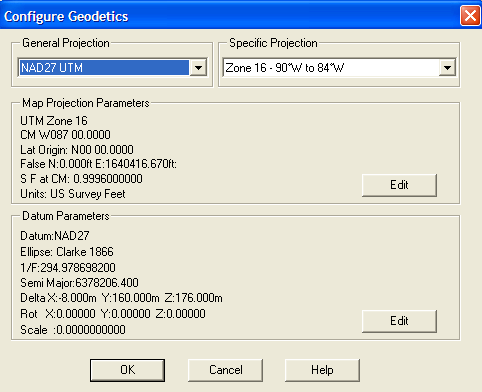 Configure Geodetics
General Projection
NAD27 UTM
Specific Projection
Zone 16 - 90°W to 84°W
Map Projection Parameters
UTM Zone 16
CM W087 00.0000
Lat Origin: N00 00.0000
False N:0.000ft E:1640416.670ft:
S F at CM: 0.9996000000
Units: US Survey Feet
Edit
Datum Parameters
Datum:NAD27
Ellipse: Clarke 1866
1/F:294.978698200
Semi Major:6378206.400
Delta X:-8.000m Y:160.000m Z:176.000m
Rot X:0.00000 Y:0.00000 Z:0.00000
Scale :0.0000000000
Edit
OK
Cancel
Help